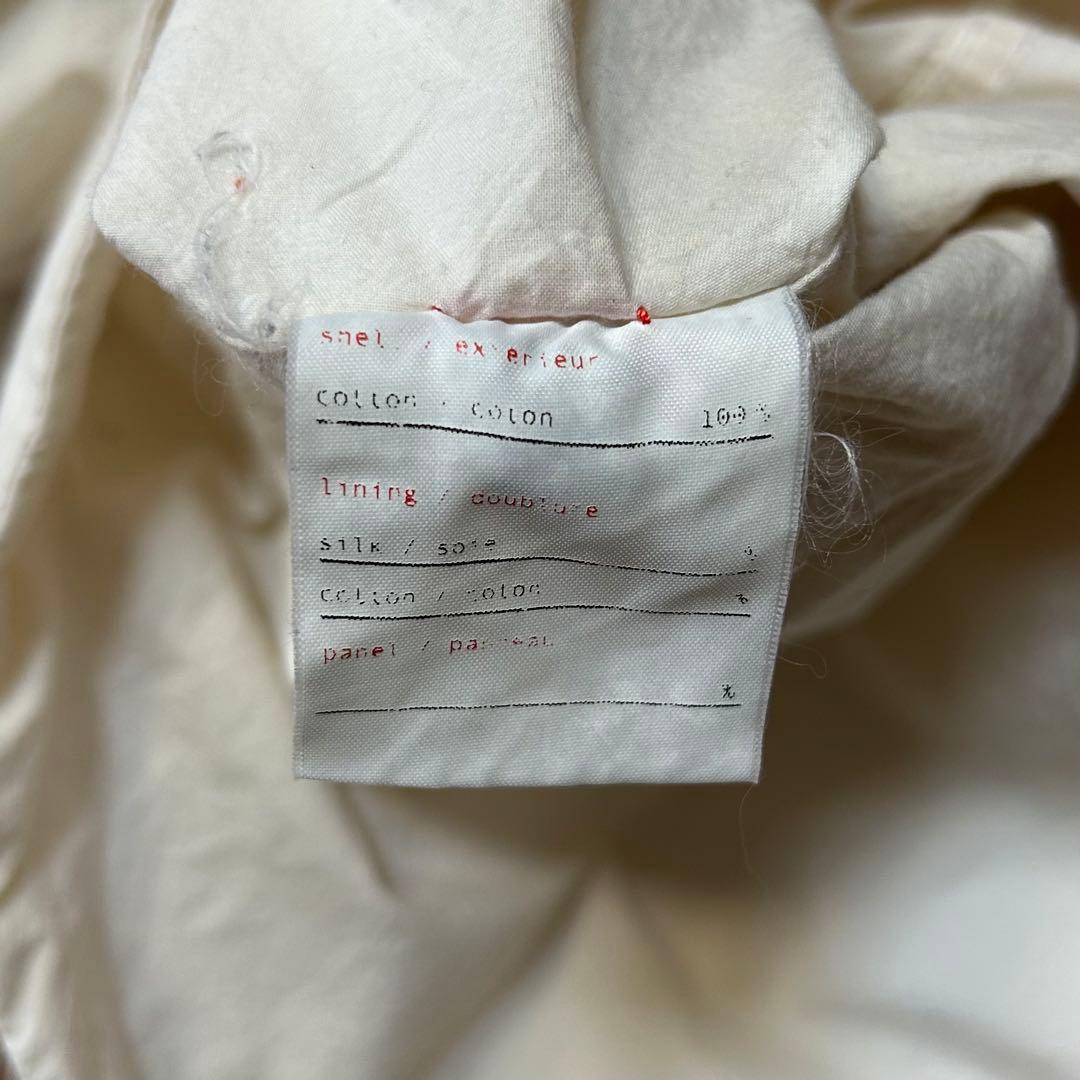 shell / exterieur
cotton / coton 100%
lining / doublure
silk / soie %
cotton / coton %
panel / panneau
%